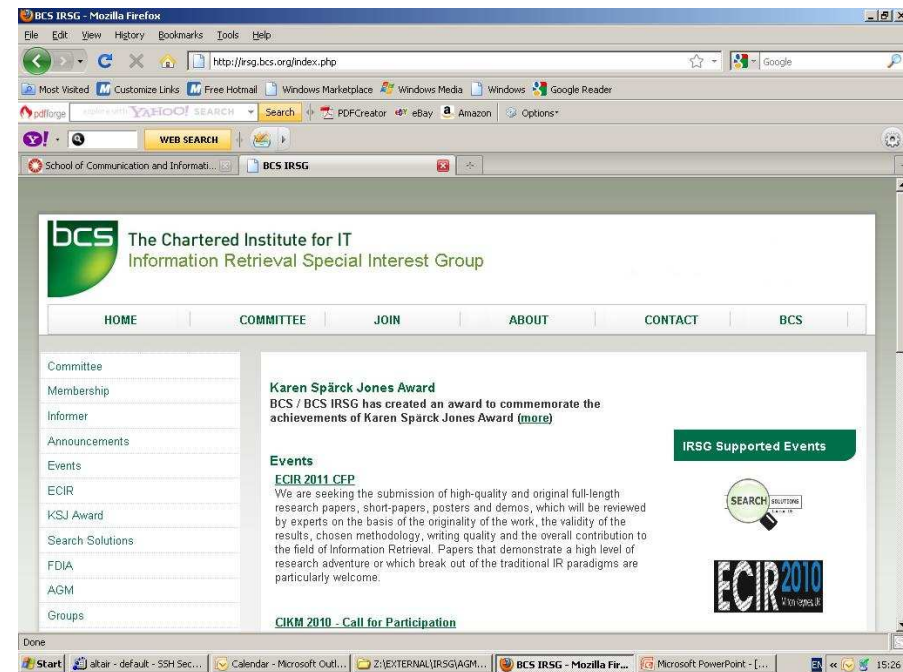 BCS IRSG - Mozilla Firefox
File Edit View History Bookmarks Tools Help
http://irsg.bcs.org/index.php
Google
Most Visited Customize Links Free Hotmail Windows Marketplace Windows Media Windows Google Reader
pdfforge YAHOO! SEARCH Search PDFCreator eBay Amazon Options
Y! WEB SEARCH
School of Communication and Informati... BCS IRSG
bcs The Chartered Institute for IT
Information Retrieval Special Interest Group
HOME COMMITTEE JOIN ABOUT CONTACT BCS
Committee
Membership
Informer
Announcements
Events
ECIR
KSJ Award
Search Solutions
FDIA
AGM
Groups
Karen Spärck Jones Award
BCS / BCS IRSG has created an award to commemorate the
achievements of Karen Spärck Jones Award (more)
Events
ECIR 2011 CFP
We are seeking the submission of high-quality and original full-length
research papers, short-papers, posters and demos, which will be reviewed
by experts on the basis of the originality of the work, the validity of the
results, chosen methodology, writing quality and the overall contribution to
the field of Information Retrieval. Papers that demonstrate a high level of
research adventure or which break out of the traditional IR paradigms are
particularly welcome.
CIKM 2010 - Call for Participation
IRSG Supported Events
SEARCH SOLUTIONS
ECIR 2010
Milton Keynes, UK
Done
Start altair - default - SSH Sec... Calendar - Microsoft Outl... Z:\EXTERNAL\IRSG\AGM... BCS IRSG - Mozilla Fir... Microsoft PowerPoint - [... EN « 15:26